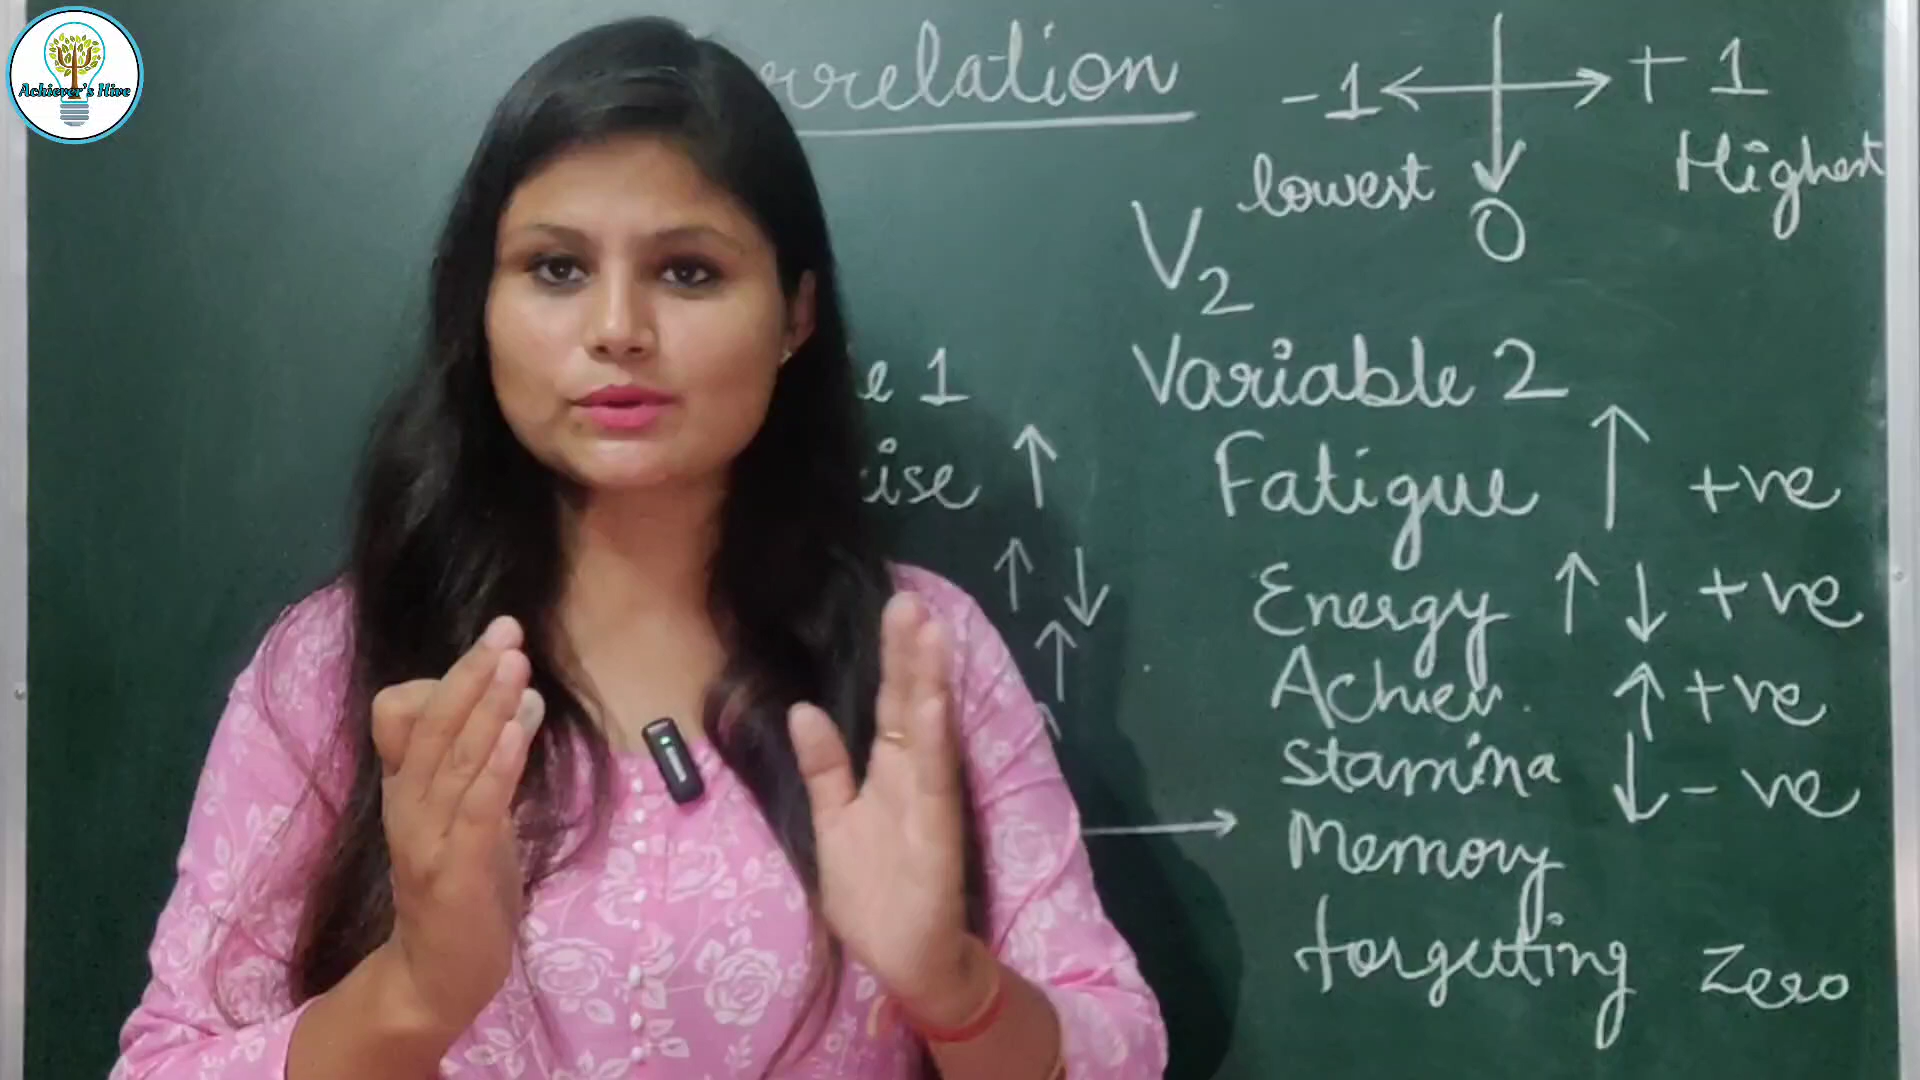 Achiever's Hive
rrelation
-1 ← → + 1
lowest Highest
0
V2
e 1 Variable 2
ise ↑ Fatigue ↑ +ve
↑ ↓ Energy ↑ ↓ +ve
↑ Achiev. ↑ +ve
↑ stamina ↓ - ve
→ Memory
forgetting Zero